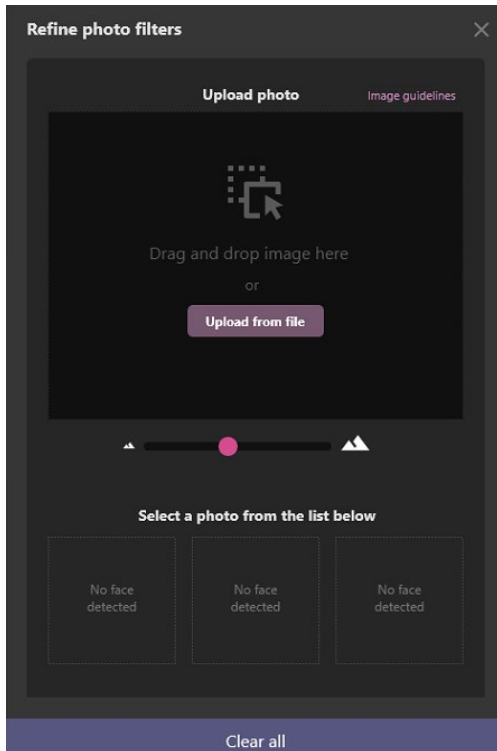 Refine photo filters
Upload photo
Image guidelines
Drag and drop image here
or
Upload from file
Select a photo from the list below
No face
detected
No face
detected
No face
detected
Clear all